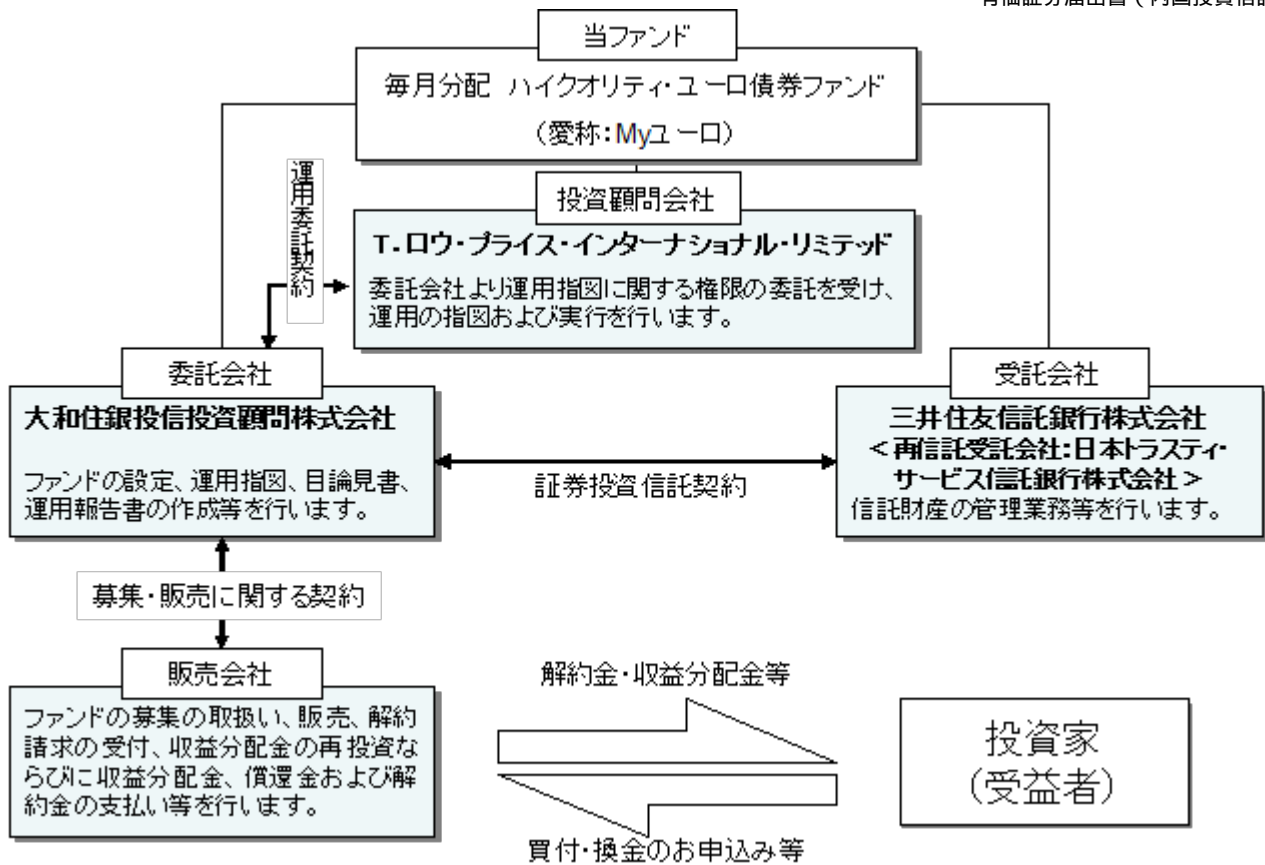 有価証券届出書(内国投資信託
当ファンド
毎月分配 ハイクオリティ・ユーロ債券ファンド
(愛称:Myユーロ)
運用委託契約
投資顧問会社
T.ロウ・プライス・インターナショナル・リミテッド
委託会社より運用指図に関する権限の委託を受け、
運用の指図および実行を行います。
委託会社
大和住銀投信投資顧問株式会社
ファンドの設定、運用指図、目論見書、
運用報告書の作成等を行います。
証券投資信託契約
受託会社
三井住友信託銀行株式会社
<再信託受託会社:日本トラスティ・
サービス信託銀行株式会社>
信託財産の管理業務等を行います。
募集・販売に関する契約
販売会社
ファンドの募集の取扱い、販売、解約
請求の受付、収益分配金の再投資な
らびに収益分配金、償還金および解
約金の支払い等を行います。
解約金・収益分配金等
買付・換金のお申込み等
投資家
(受益者)